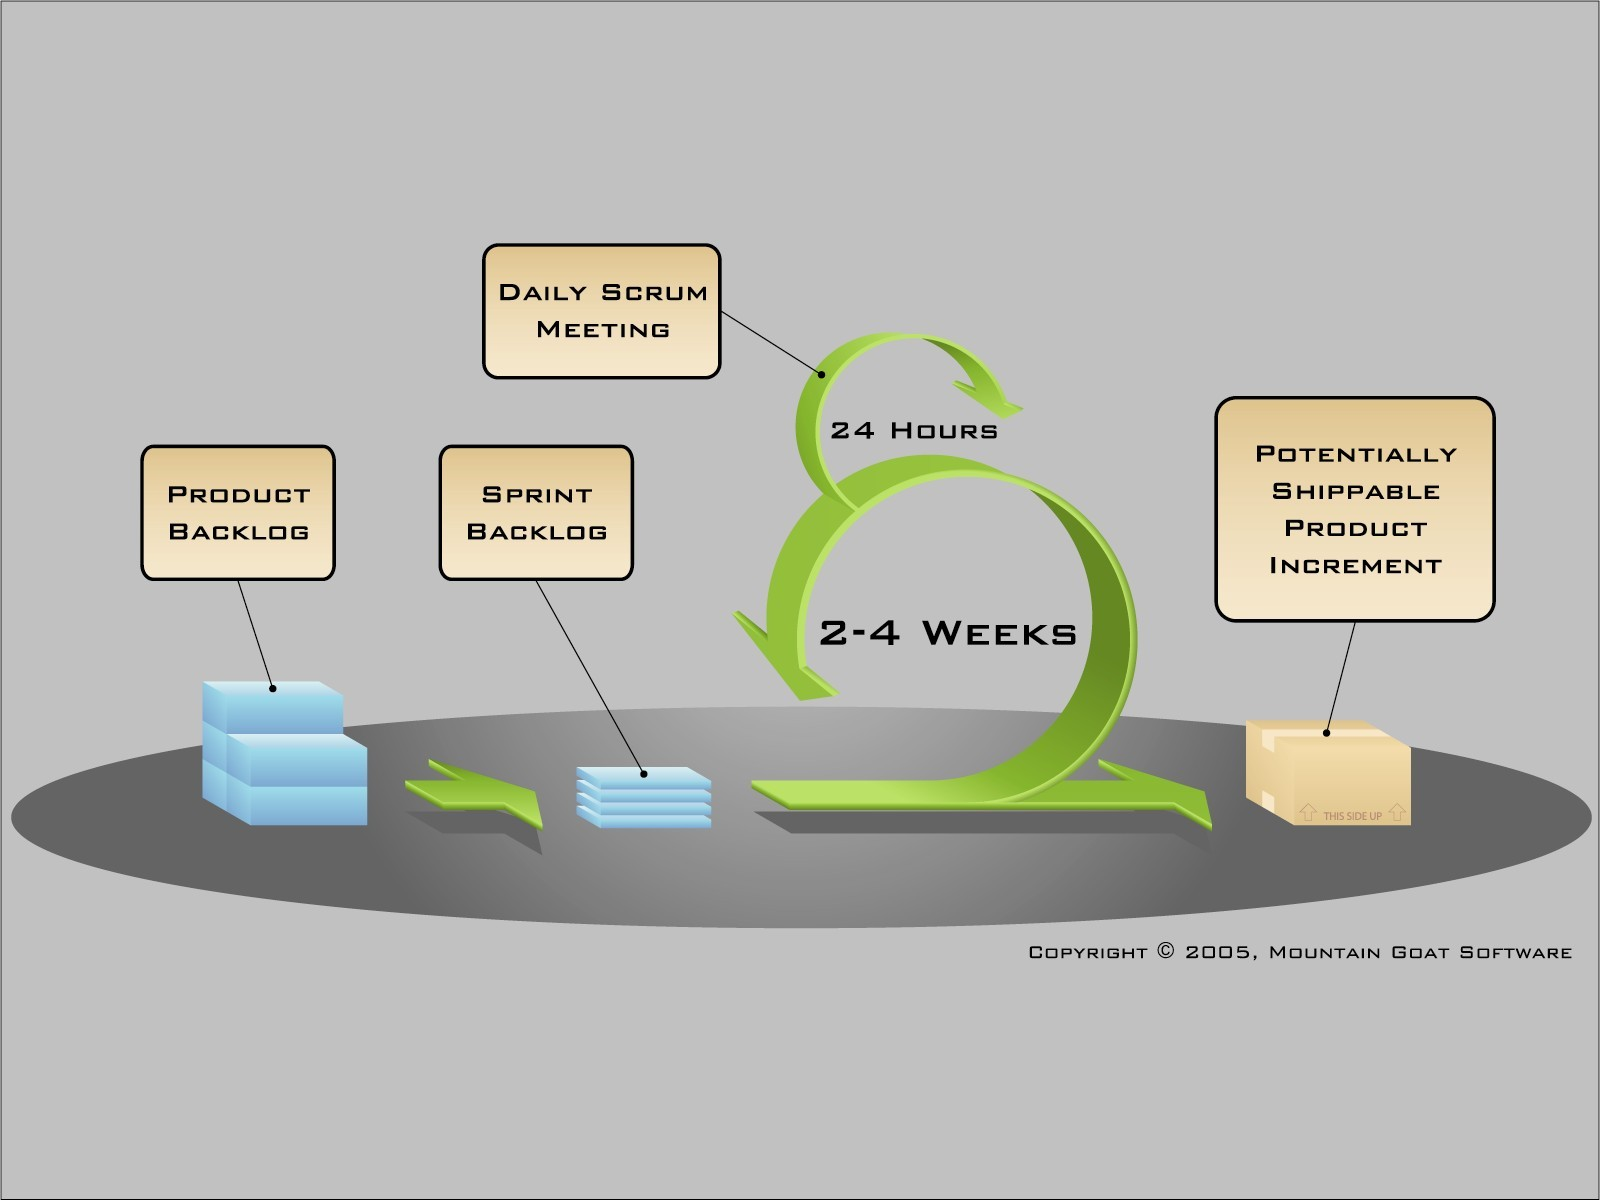 Daily Scrum
Meeting
24 Hours
Product
Backlog
Sprint
Backlog
2-4 Weeks
Potentially
Shippable
Product
Increment
THIS SIDE UP
Copyright © 2005, Mountain Goat Software